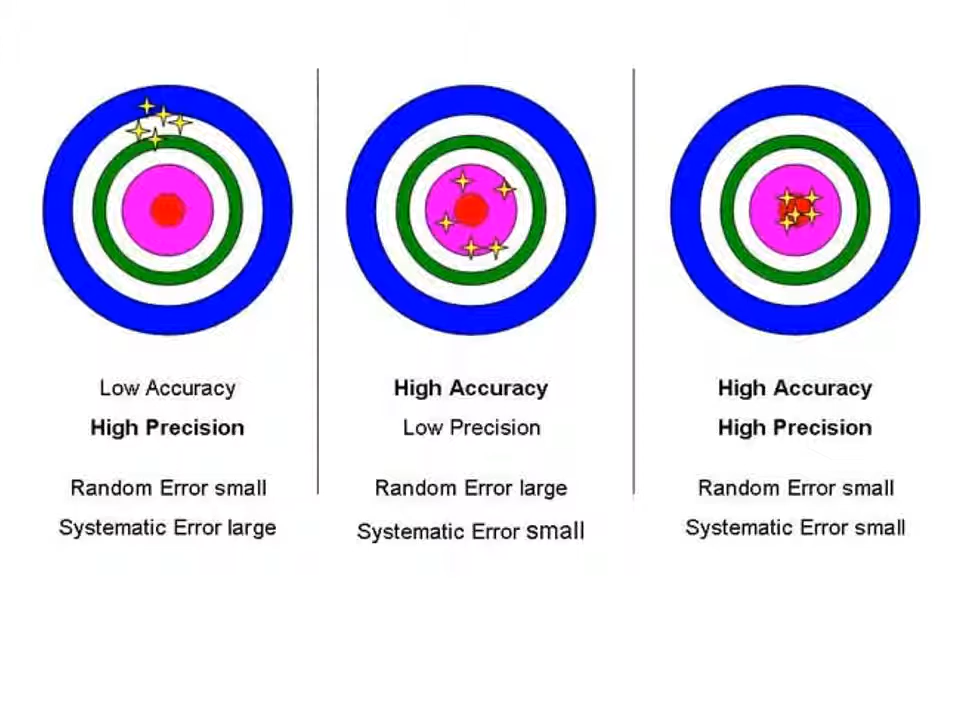 Low Accuracy
High Precision
Random Error small
Systematic Error large
High Accuracy
Low Precision
Random Error large
Systematic Error small
High Accuracy
High Precision
Random Error small
Systematic Error small